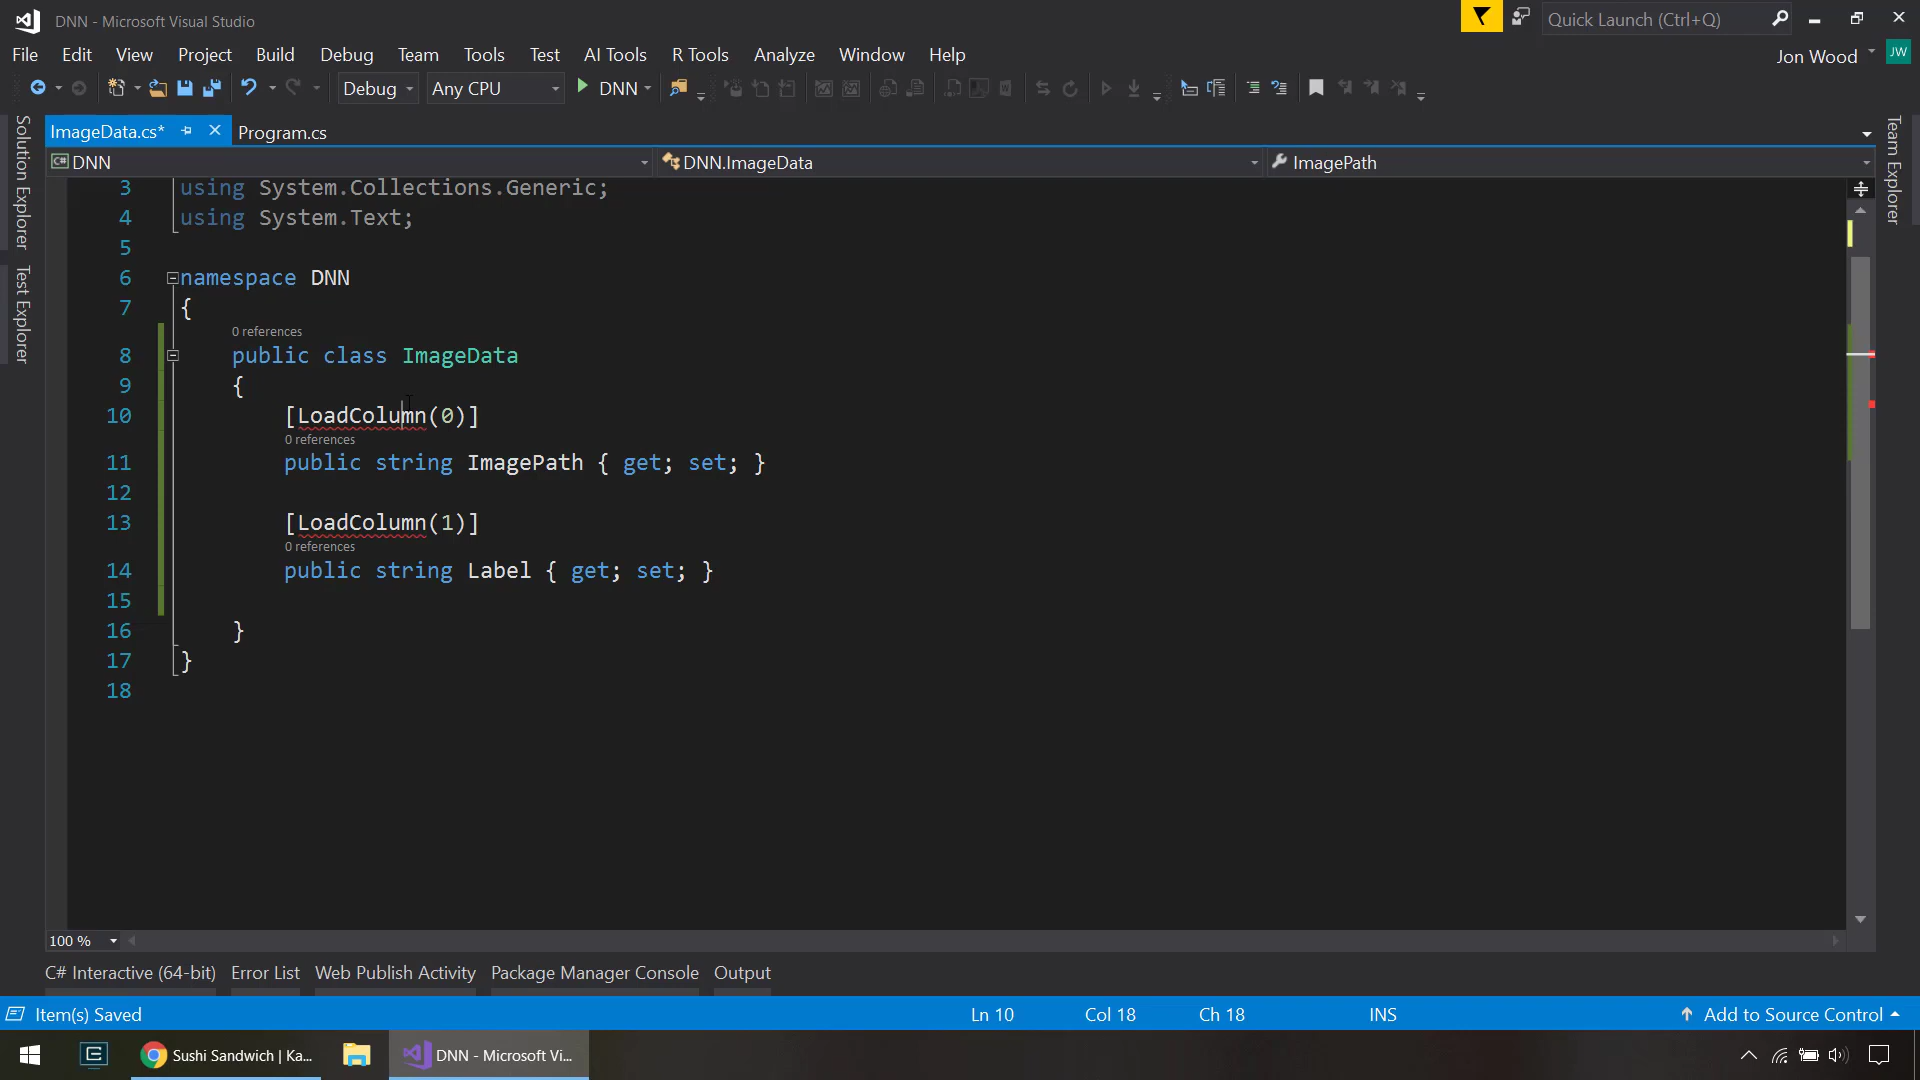 DNN - Microsoft Visual Studio
Quick Launch (Ctrl+Q)
File Edit View Project Build Debug Team Tools Test AI Tools R Tools Analyze Window Help
Jon Wood
JW
Debug
Any CPU
DNN
ImageData.cs*
Program.cs
C# DNN
DNN.ImageData
ImagePath
Solution Explorer
Test Explorer
Team Explorer
3 using System.Collections.Generic;
4 using System.Text;
5
6 namespace DNN
7 {
0 references
8 public class ImageData
9 {
10 [LoadColumn(0)]
0 references
11 public string ImagePath { get; set; }
12
13 [LoadColumn(1)]
0 references
14 public string Label { get; set; }
15
16 }
17 }
18
100 %
C# Interactive (64-bit) Error List Web Publish Activity Package Manager Console Output
Item(s) Saved
Ln 10
Col 18
Ch 18
INS
Add to Source Control
Sushi Sandwich | Ka...
DNN - Microsoft Vi...